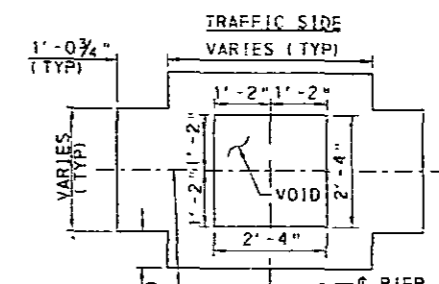 TRAFFIC SIDE
VARIES (TYP)
1'-0¾"
(TYP)
1'-2" 1'-2"
VARIES
(TYP)
1'-2" 1'-2"
VOID
2'-4"
2'-4"
℄ PIER